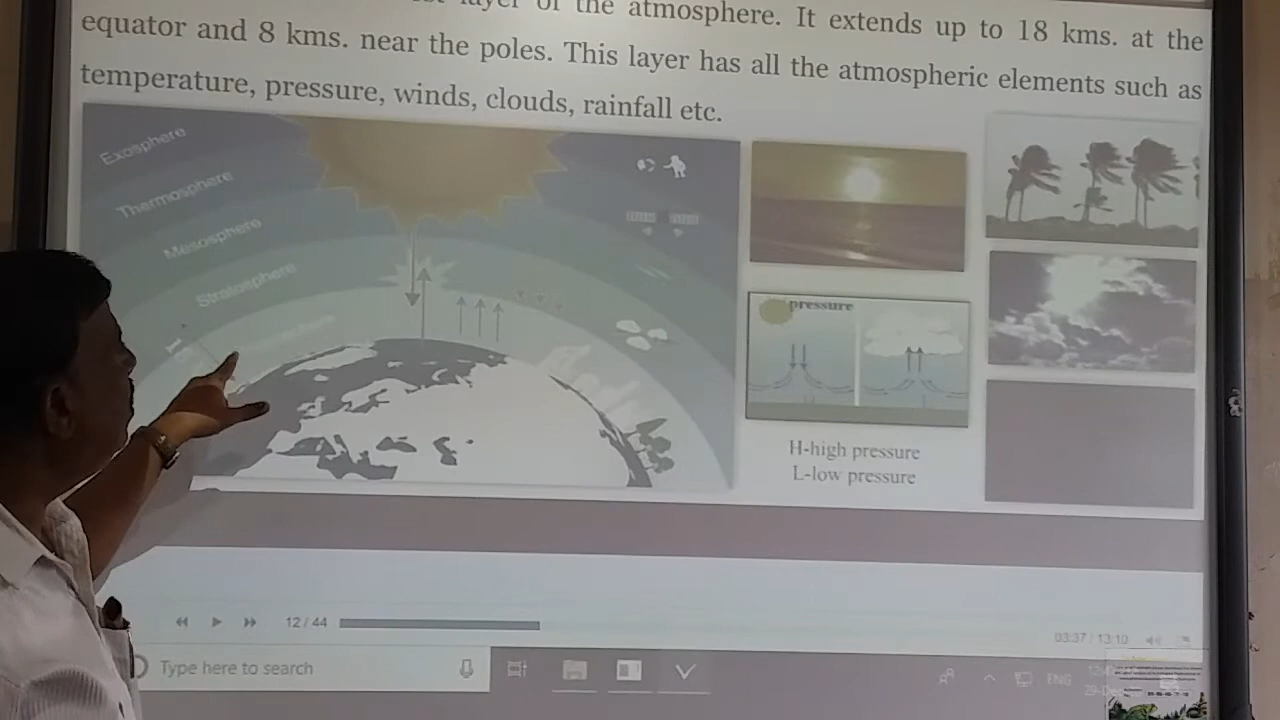 layer of the atmosphere. It extends up to 18 kms. at the
equator and 8 kms. near the poles. This layer has all the atmospheric elements such as
temperature, pressure, winds, clouds, rainfall etc.
Exosphere
Thermosphere
Mesosphere
Stratosphere
pressure
H-high pressure
L-low pressure
12 / 44
03:37 / 13:10
Type here to search
ENG